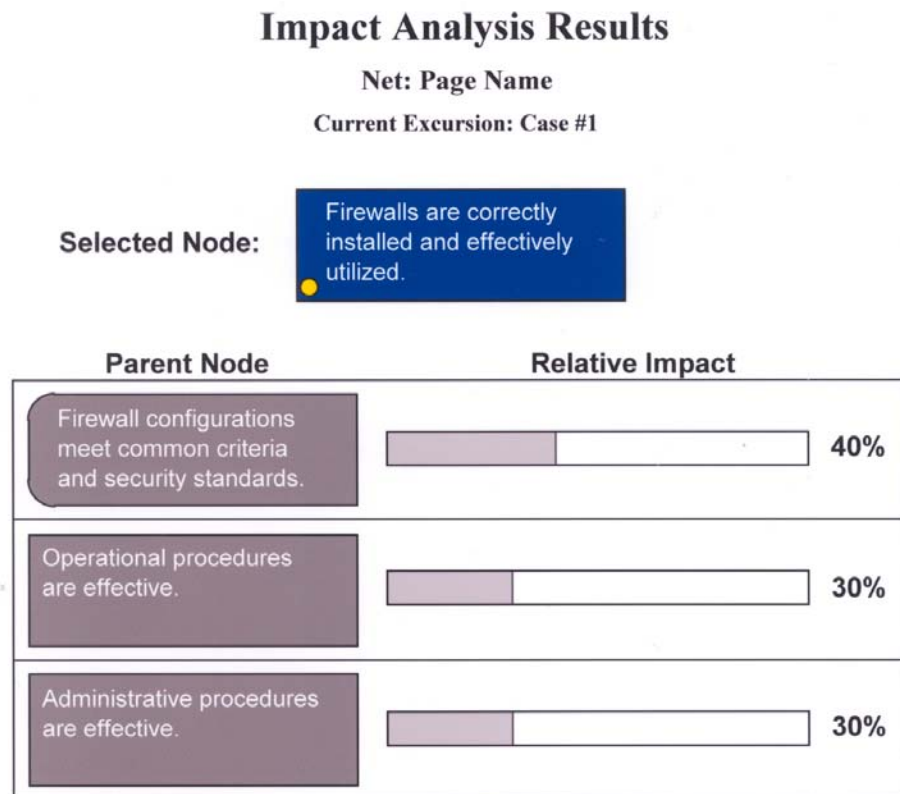 Impact Analysis Results
Net: Page Name
Current Excursion: Case #1
Selected Node:
Firewalls are correctly
installed and effectively
utilized.
Parent Node
Relative Impact
Firewall configurations
meet common criteria
and security standards.
40%
Operational procedures
are effective.
30%
Administrative procedures
are effective.
30%